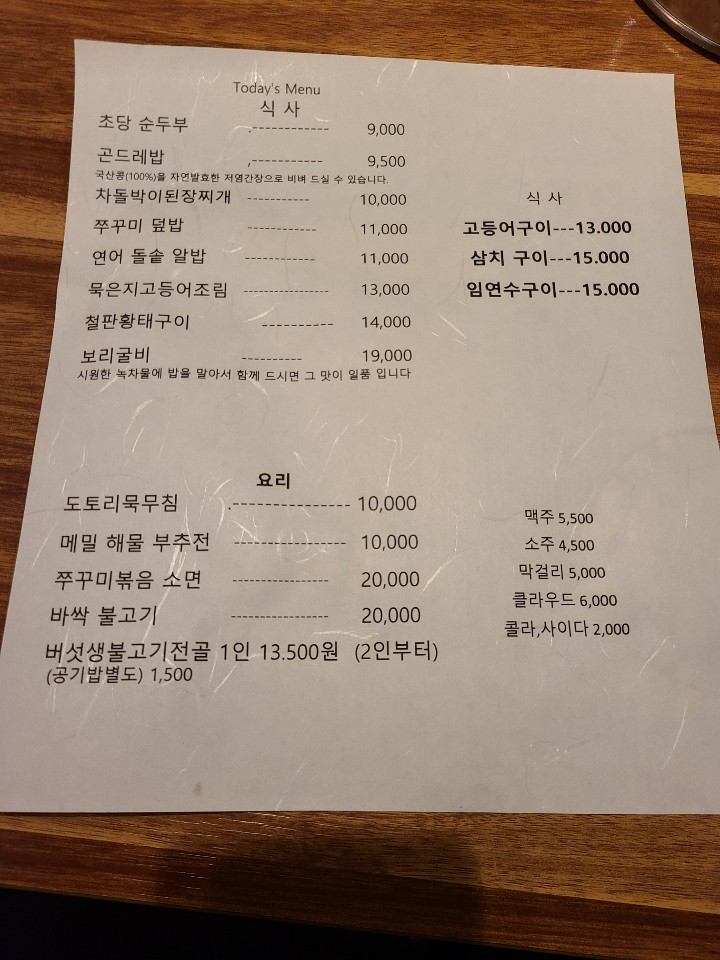 Today's Menu
식 사
초당 순두부 .------------ 9,000
곤드레밥 ,----------- 9,500
국산콩(100%)을 자연발효한 저염간장으로 비벼 드실 수 있습니다.
차돌박이된장찌개 ----------- 10,000
쭈꾸미 덮밥 ------------ 11,000
연어 돌솥 알밥 ------------ 11,000
묵은지고등어조림 -------------- 13,000
철판황태구이 ---------- 14,000
보리굴비 ---------- 19,000
시원한 녹차물에 밥을 말아서 함께 드시면 그 맛이 일품 입니다
식 사
고등어구이---13.000
삼치 구이---15.000
임연수구이---15.000
요리
도토리묵무침 .----------------- 10,000
메밀 해물 부추전 ---------------- 10,000
쭈꾸미볶음 소면 -------------- 20,000
바싹 불고기 -------------- 20,000
버섯생불고기전골 1인 13.500원 (2인부터)
(공기밥별도) 1,500
맥주 5,500
소주 4,500
막걸리 5,000
클라우드 6,000
콜라,사이다 2,000